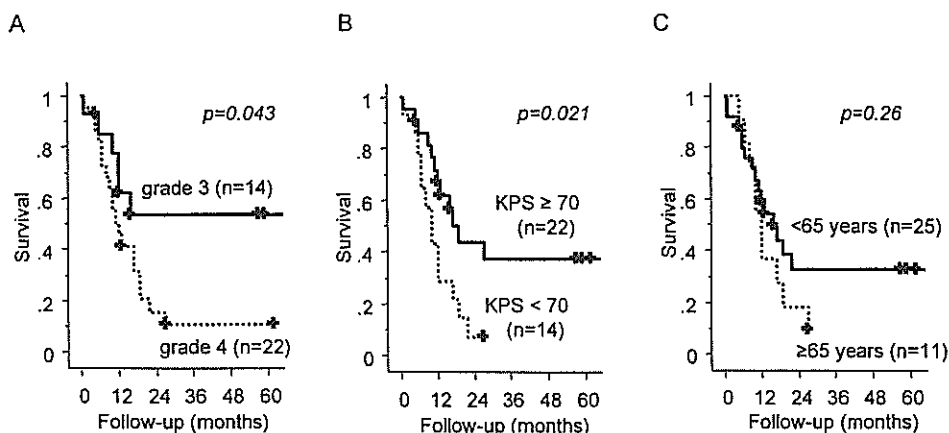 A
B
C
p=0.043
p=0.021
p=0.26
Survival
1
.8
.6
.4
.2
0
grade 3 (n=14)
grade 4 (n=22)
0 12 24 36 48 60
Follow-up (months)
Survival
1
.8
.6
.4
.2
0
KPS ≥ 70
(n=22)
KPS < 70
(n=14)
0 12 24 36 48 60
Follow-up (months)
Survival
1
.8
.6
.4
.2
0
<65 years (n=25)
≥65 years (n=11)
0 12 24 36 48 60
Follow-up (months)